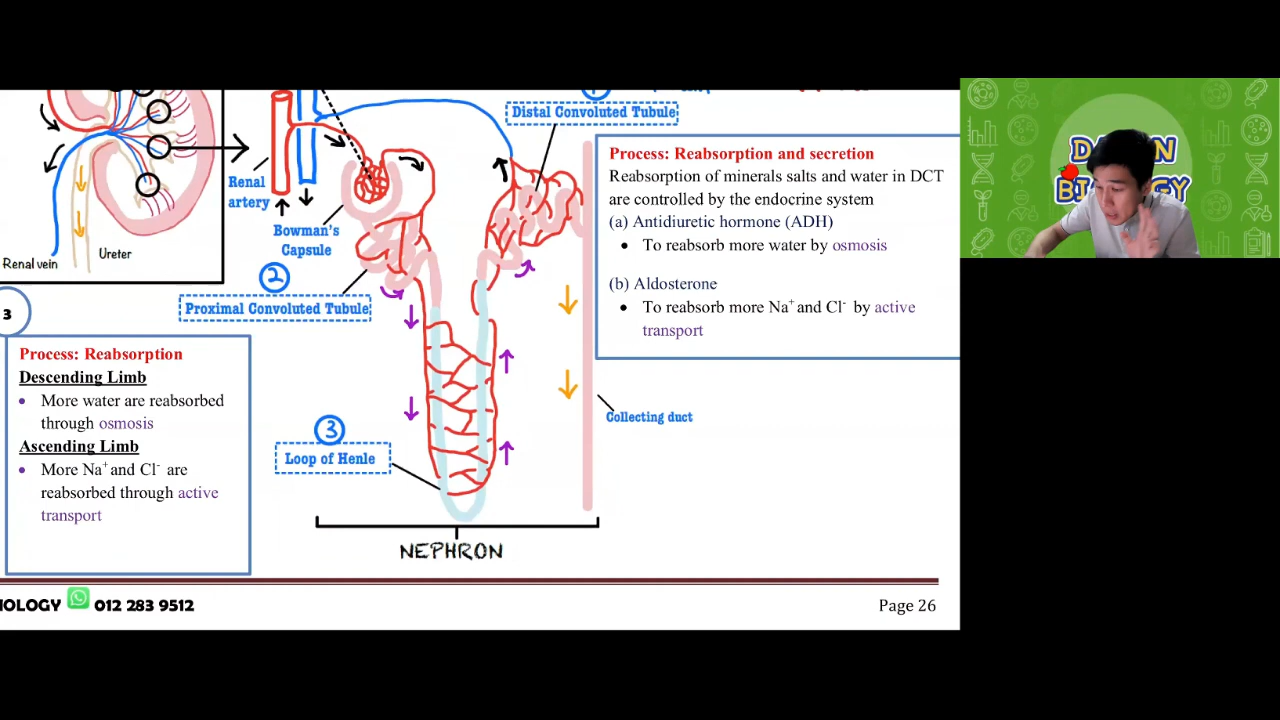 Distal Convoluted Tubule
Process: Reabsorption and secretion
Reabsorption of minerals salts and water in DCT
are controlled by the endocrine system
(a) Antidiuretic hormone (ADH)
• To reabsorb more water by osmosis
(b) Aldosterone
• To reabsorb more Na⁺ and Cl⁻ by active
transport
Renal
artery
Bowman's
Capsule
Renal vein
Ureter
2
Proximal Convoluted Tubule
3
Process: Reabsorption
Descending Limb
• More water are reabsorbed
through osmosis
Ascending Limb
• More Na⁺ and Cl⁻ are
reabsorbed through active
transport
3
Loop of Henle
Collecting duct
NEPHRON
IOLOGY 012 283 9512
Page 26
BIOLOGY